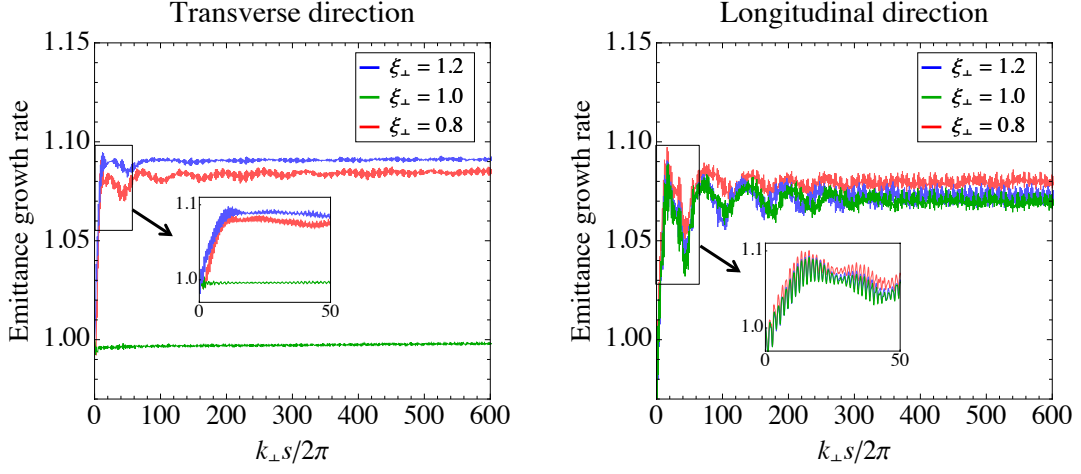 Transverse direction
Emittance growth rate
1.15
1.10
1.05
1.00
ξ⊥ = 1.2
ξ⊥ = 1.0
ξ⊥ = 0.8
1.1
1.0
0 50
0 100 200 300 400 500 600
k⊥s/2π
Longitudinal direction
Emittance growth rate
1.15
1.10
1.05
1.00
ξ⊥ = 1.2
ξ⊥ = 1.0
ξ⊥ = 0.8
1.1
1.0
0 50
0 100 200 300 400 500 600
k⊥s/2π